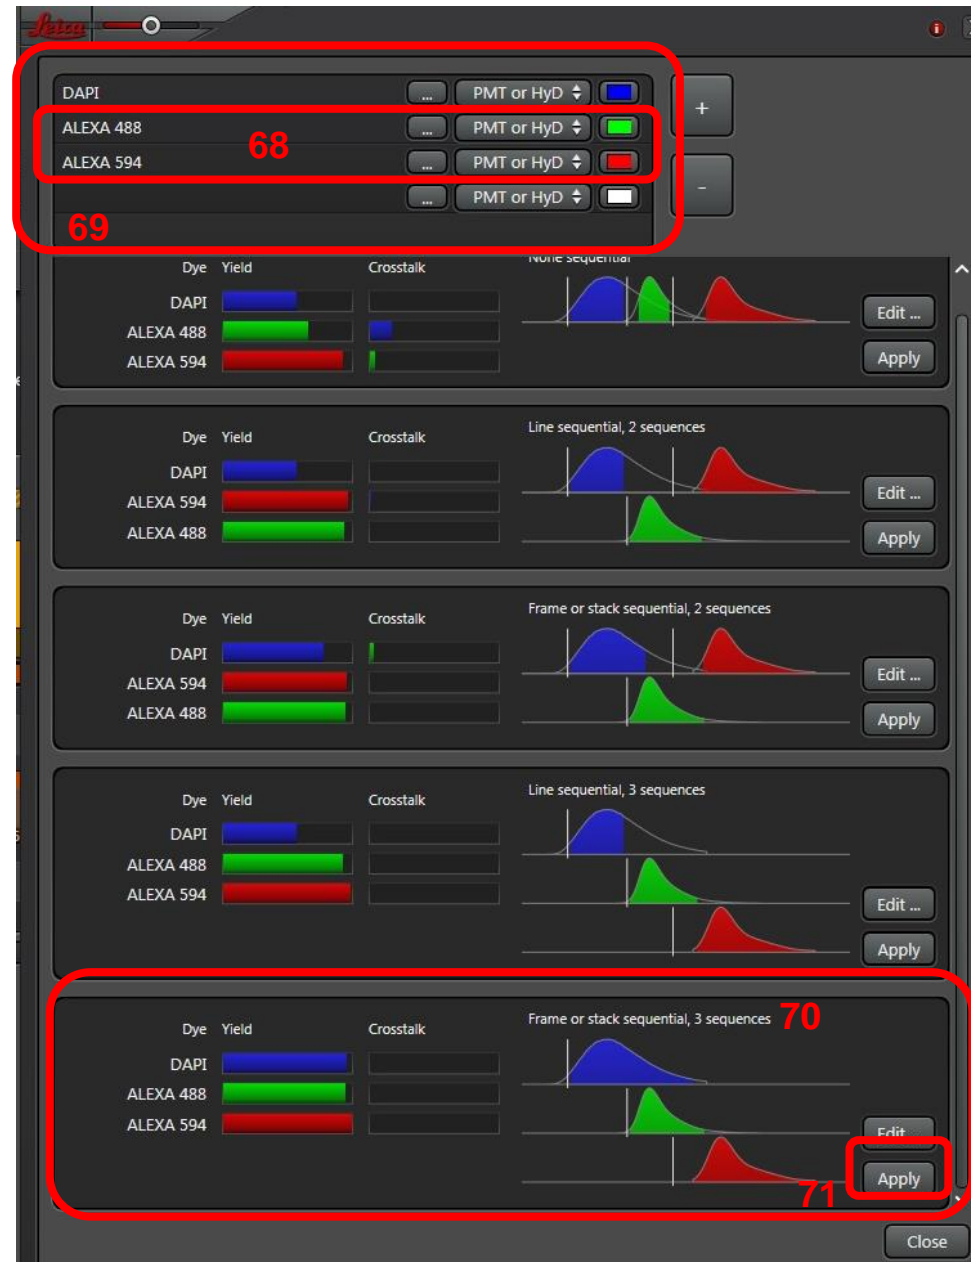 Leica
i
DAPI ... PMT or HyD
ALEXA 488 ... PMT or HyD
68
ALEXA 594 ... PMT or HyD
... PMT or HyD
69
+
-
Dye Yield Crosstalk None sequential
DAPI
ALEXA 488
ALEXA 594
Edit ...
Apply
Dye Yield Crosstalk Line sequential, 2 sequences
DAPI
ALEXA 594
ALEXA 488
Edit ...
Apply
Dye Yield Crosstalk Frame or stack sequential, 2 sequences
DAPI
ALEXA 594
ALEXA 488
Edit ...
Apply
Dye Yield Crosstalk Line sequential, 3 sequences
DAPI
ALEXA 488
ALEXA 594
Edit ...
Apply
Dye Yield Crosstalk Frame or stack sequential, 3 sequences 70
DAPI
ALEXA 488
ALEXA 594
Edit ...
71 Apply
Close